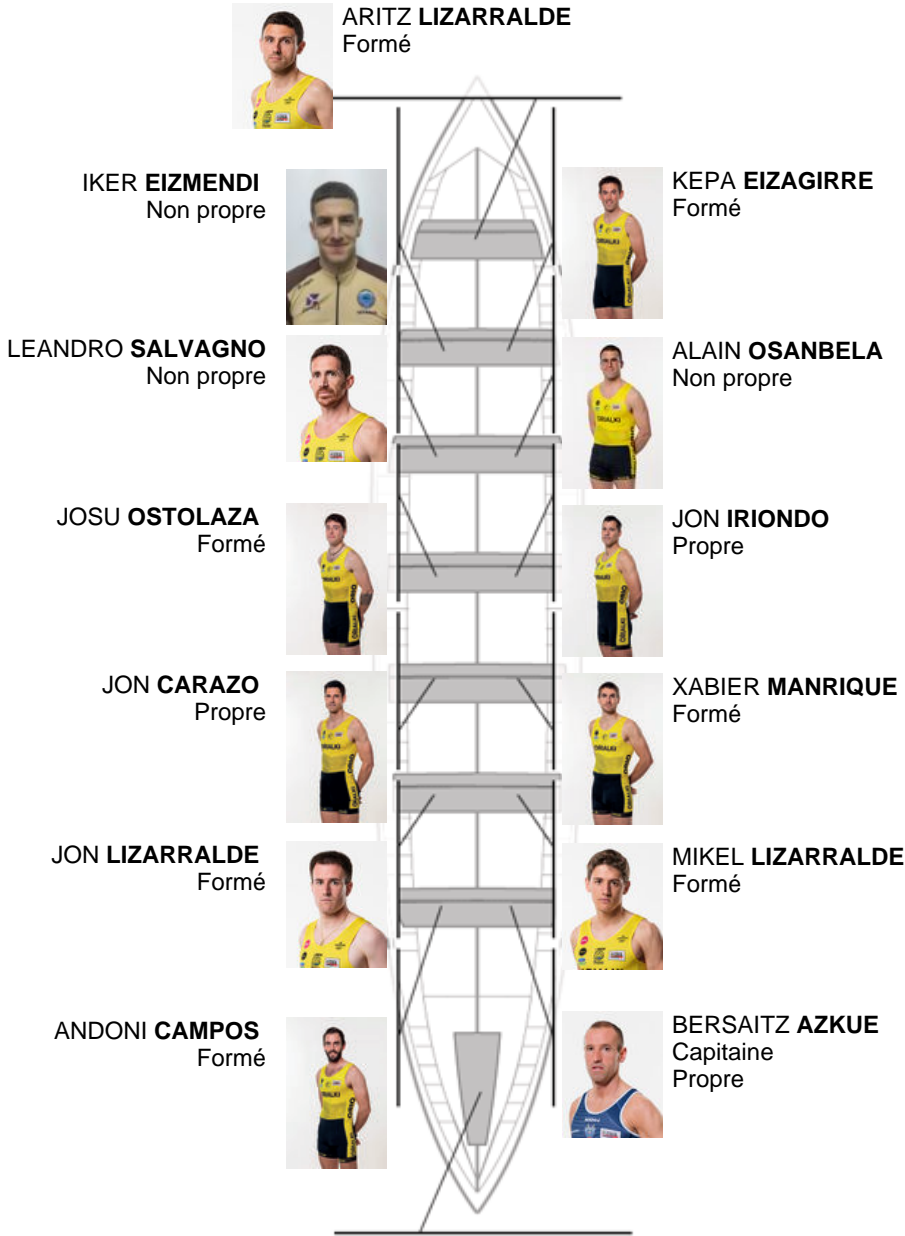 ARITZ LIZARRALDE
Formé
IKER EIZMENDI
Non propre
KEPA EIZAGIRRE
Formé
LEANDRO SALVAGNO
Non propre
ALAIN OSANBELA
Non propre
JOSU OSTOLAZA
Formé
JON IRIONDO
Propre
JON CARAZO
Propre
XABIER MANRIQUE
Formé
JON LIZARRALDE
Formé
MIKEL LIZARRALDE
Formé
ANDONI CAMPOS
Formé
BERSAITZ AZKUE
Capitaine
Propre